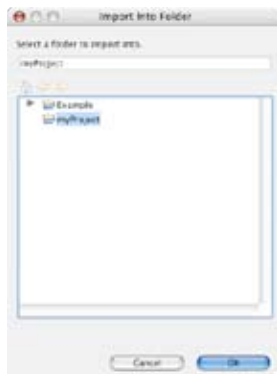 Import Into Folder
Select a folder to import into.
myProject
Example
myProject
Cancel
Ok